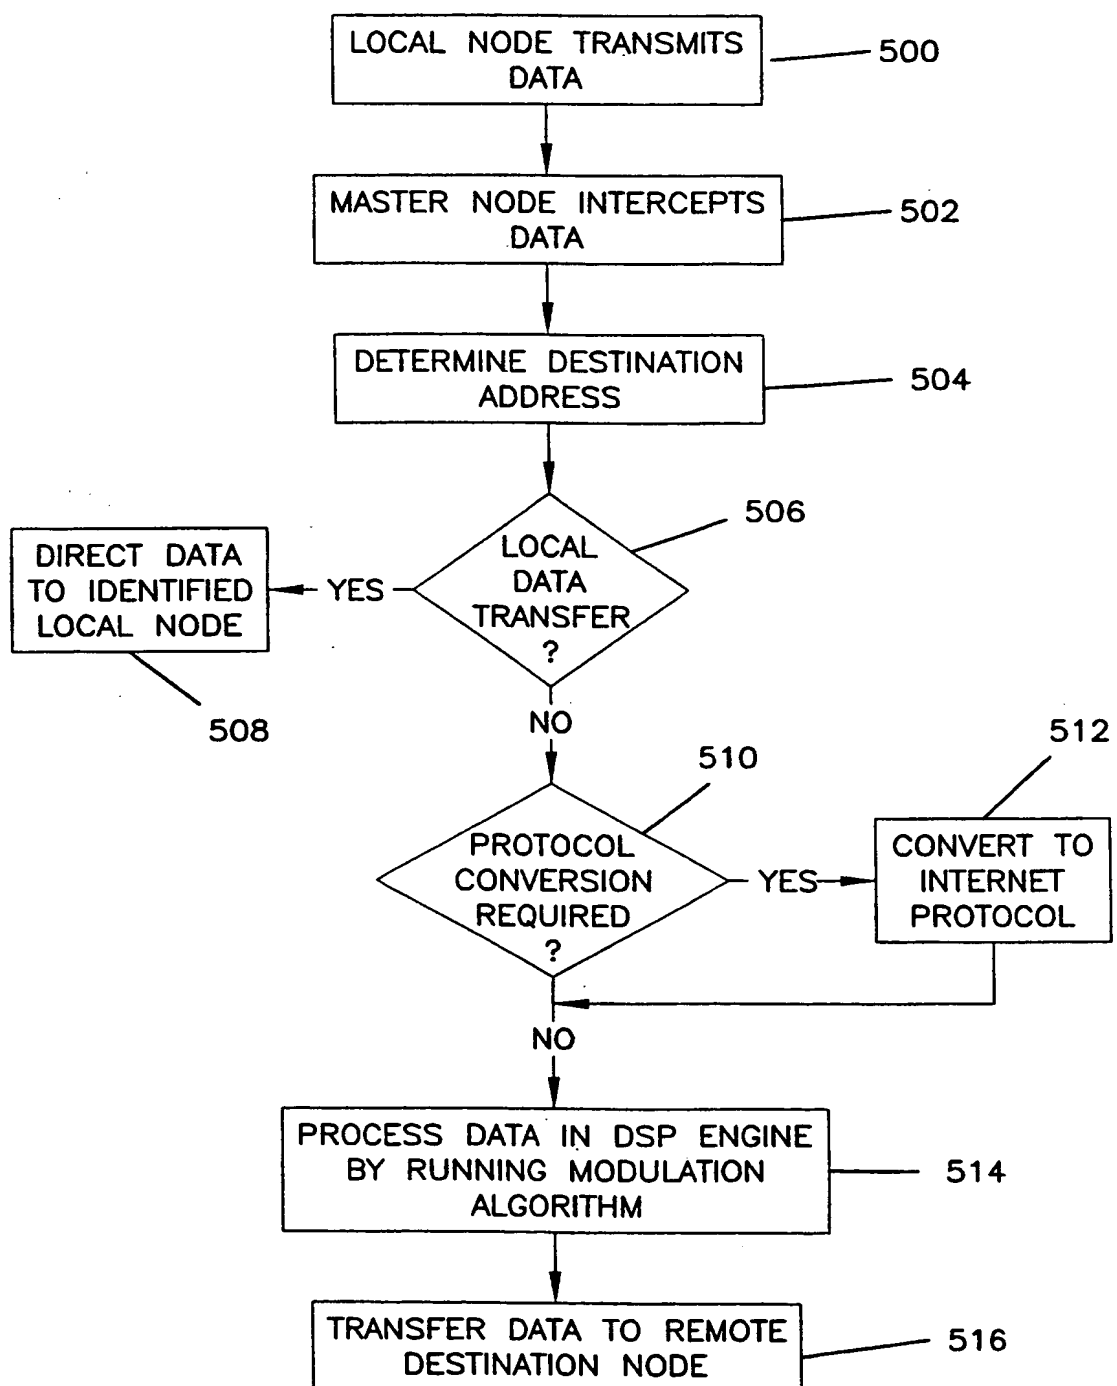 LOCAL NODE TRANSMITS
DATA
500
MASTER NODE INTERCEPTS
DATA
502
DETERMINE DESTINATION
ADDRESS
504
506
LOCAL
DATA
TRANSFER
?
YES
DIRECT DATA
TO IDENTIFIED
LOCAL NODE
508
NO
510
512
PROTOCOL
CONVERSION
REQUIRED
?
YES
CONVERT TO
INTERNET
PROTOCOL
NO
PROCESS DATA IN DSP ENGINE
BY RUNNING MODULATION
ALGORITHM
514
TRANSFER DATA TO REMOTE
DESTINATION NODE
516